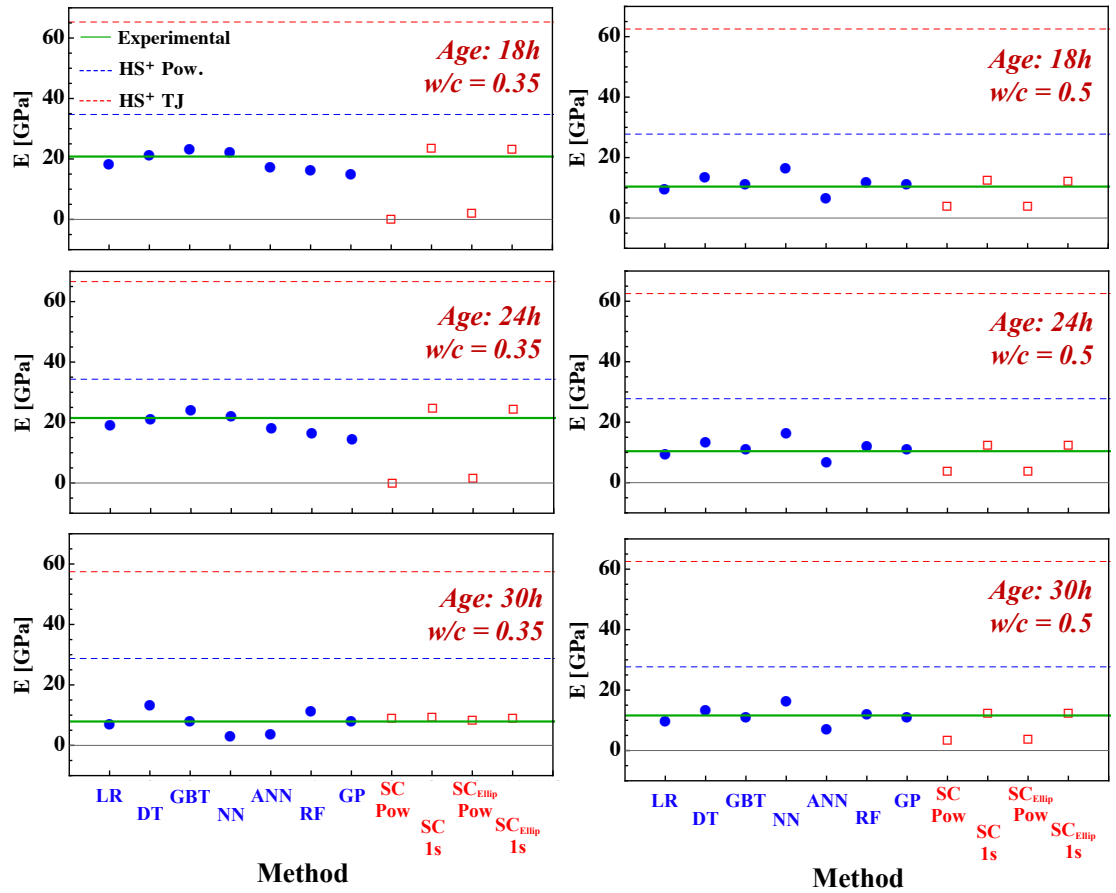 60
40
20
0
E [GPa]
Experimental
HS⁺ Pow.
HS⁺ TJ
Age: 18h
w/c = 0.35
60
40
20
0
E [GPa]
Age: 18h
w/c = 0.5
60
40
20
0
E [GPa]
Age: 24h
w/c = 0.35
60
40
20
0
E [GPa]
Age: 24h
w/c = 0.5
60
40
20
0
E [GPa]
Age: 30h
w/c = 0.35
LR DT GBT NN ANN RF GP SC Pow SC 1s SC_Ellip Pow SC_Ellip 1s
Method
60
40
20
0
E [GPa]
Age: 30h
w/c = 0.5
LR DT GBT NN ANN RF GP SC Pow SC 1s SC_Ellip Pow SC_Ellip 1s
Method